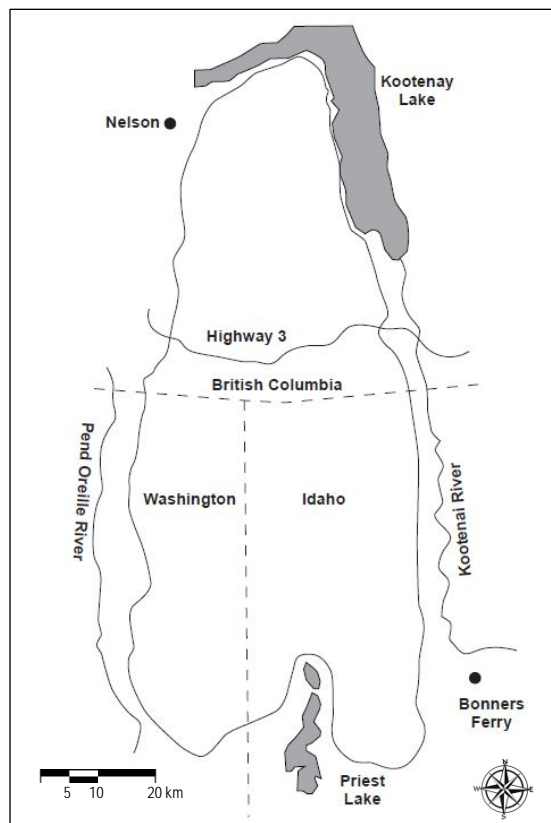 Kootenay
Lake
Nelson
Highway 3
British Columbia
Pend Oreille River
Washington
Idaho
Kootenai River
Bonners
Ferry
Priest
Lake
5 10 20 km
N
W E
S